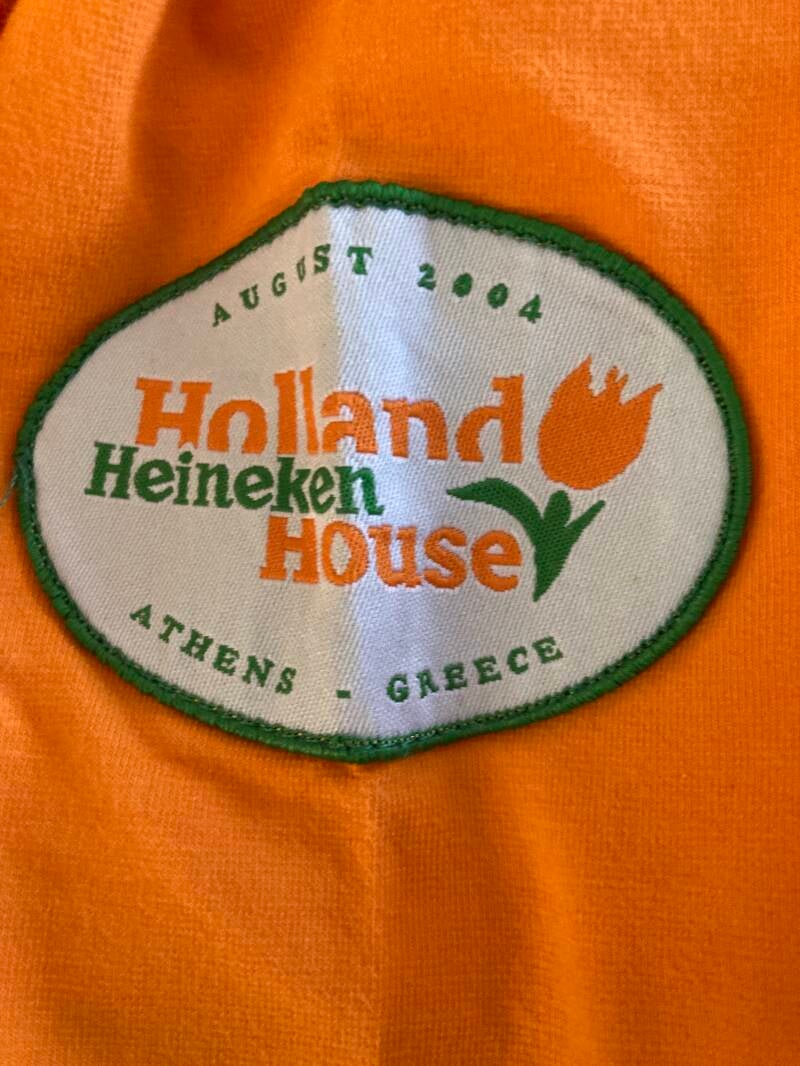 AUGUST 2004
Holland
Heineken
House
ATHENS - GREECE